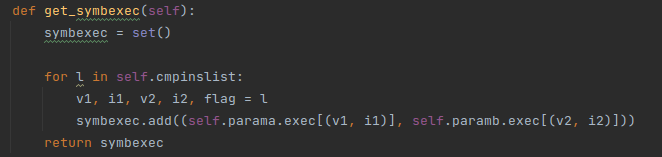 def get_symbexec(self):
symbexec = set()
for l in self.cmpinslist:
v1, i1, v2, i2, flag = l
symbexec.add((self.parama.exec[(v1, i1)], self.paramb.exec[(v2, i2)]))
return symbexec